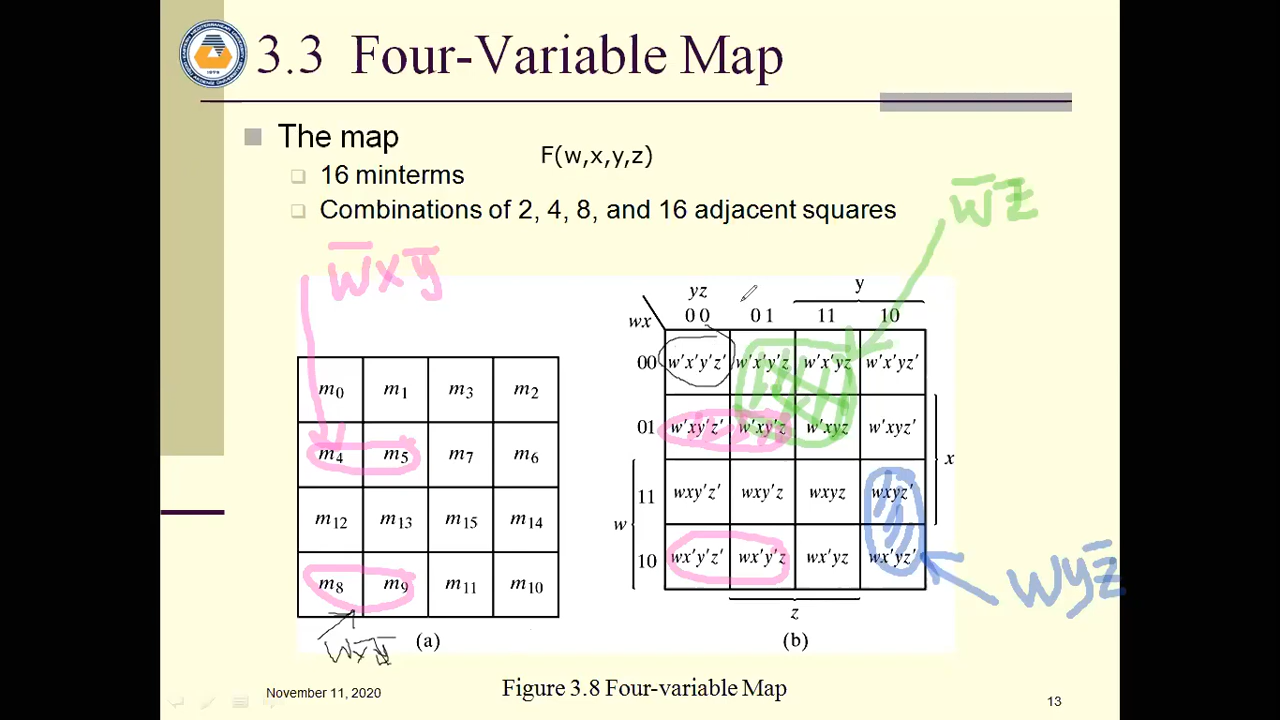 3.3 Four-Variable Map
The map
F(w,x,y,z)
16 minterms
Combinations of 2, 4, 8, and 16 adjacent squares
w̅z
w̅xy̅
y
yz
wx 00 01 11 10
m0 m1 m3 m2
m4 m5 m7 m6
m12 m13 m15 m14
m8 m9 m11 m10
(a)
00 w'x'y'z' w'x'y'z w'x'yz w'x'yz'
01 w'xy'z' w'xy'z w'xyz w'xyz'
x
11 wxy'z' wxy'z wxyz wxyz'
w
10 wx'y'z' wx'y'z wx'yz wx'yz'
wyz̅
z
(b)
November 11, 2020
Figure 3.8 Four-variable Map
13